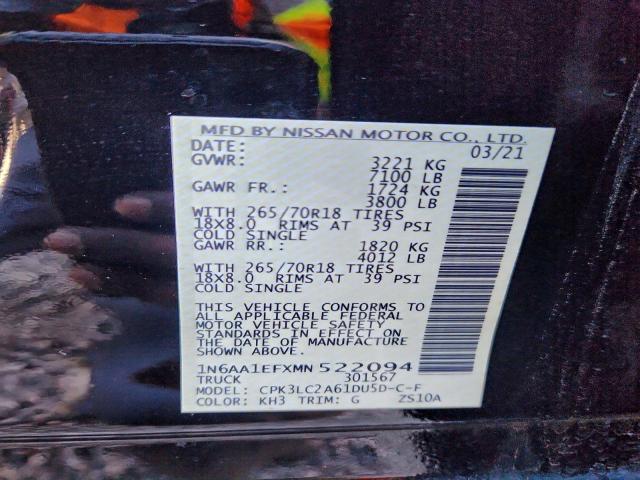 MFD BY NISSAN MOTOR CO., LTD.
DATE: 03/21
GVWR: 3221 KG
7100 LB
GAWR FR.: 1724 KG
3800 LB
WITH 265/70R18 TIRES
18X8.0 RIMS AT 39 PSI
COLD SINGLE
GAWR RR.: 1820 KG
4012 LB
WITH 265/70R18 TIRES
18X8.0 RIMS AT 39 PSI
COLD SINGLE
THIS VEHICLE CONFORMS TO
ALL APPLICABLE FEDERAL
MOTOR VEHICLE SAFETY
STANDARDS IN EFFECT ON
THE DATE OF MANUFACTURE
SHOWN ABOVE.
1N6AA1EFXMN522094
TRUCK 301567
MODEL: CPK3LC2A61DU5D-C-F
COLOR: KH3 TRIM: G ZS10A